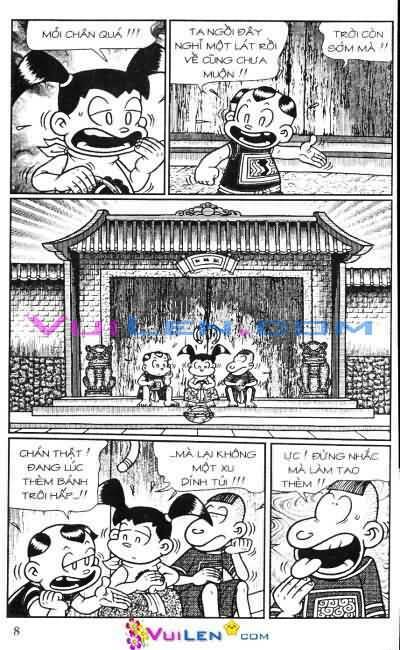 MỎI CHÂN QUÁ !!!
TA NGỒI ĐÂY
NGHỈ MỘT LÁT RỒI
VỀ CŨNG CHƯA
MUỘN !!
TRỜI CÒN
SỚM MÀ !!
VUILEN.COM
CHÁN THẬT !
ĐANG LÚC
THÈM BÁNH
TRÔI HẤP...!!
...MÀ LẠI KHÔNG
MỘT XU
DÍNH TÚI !!!
ỰC ! ĐỪNG NHẮC
MÀ LÀM TAO
THÈM !!
8
VUILEN COM